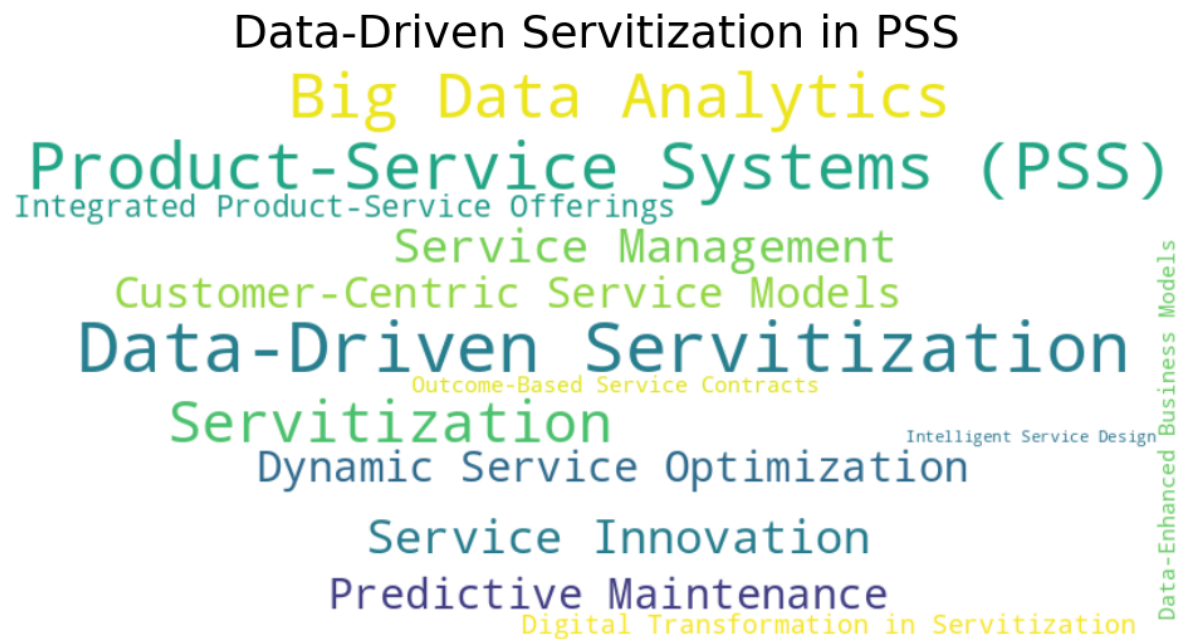 Data-Driven Servitization in PSS
Big Data Analytics
Product-Service Systems (PSS)
Integrated Product-Service Offerings
Service Management
Customer-Centric Service Models
Data-Driven Servitization
Outcome-Based Service Contracts
Servitization
Intelligent Service Design
Dynamic Service Optimization
Service Innovation
Predictive Maintenance
Digital Transformation in Servitization
Data-Enhanced Business Models